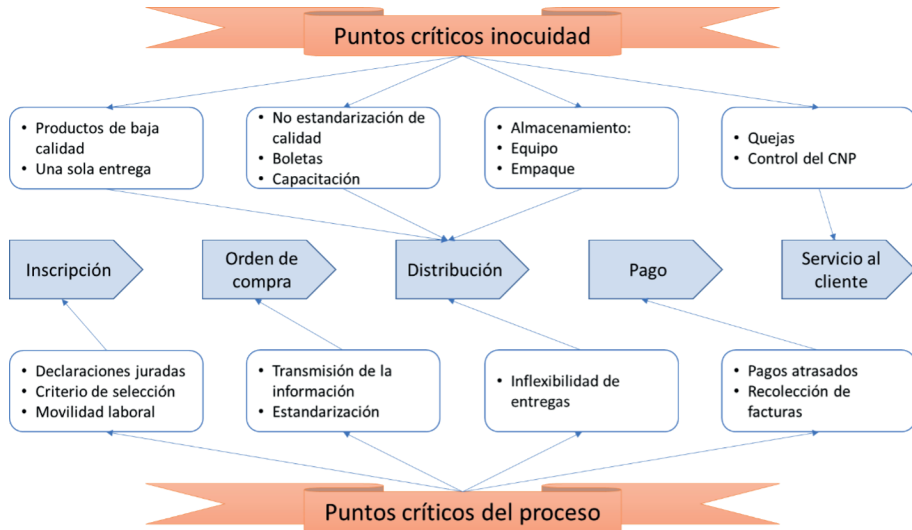 Puntos críticos inocuidad
• Productos de baja
calidad
• Una sola entrega
• No estandarización de
calidad
• Boletas
• Capacitación
• Almacenamiento:
• Equipo
• Empaque
• Quejas
• Control del CNP
Inscripción
Orden de
compra
Distribución
Pago
Servicio al
cliente
• Declaraciones juradas
• Criterio de selección
• Movilidad laboral
• Transmisión de la
información
• Estandarización
• Inflexibilidad de
entregas
• Pagos atrasados
• Recolección de
facturas
Puntos críticos del proceso